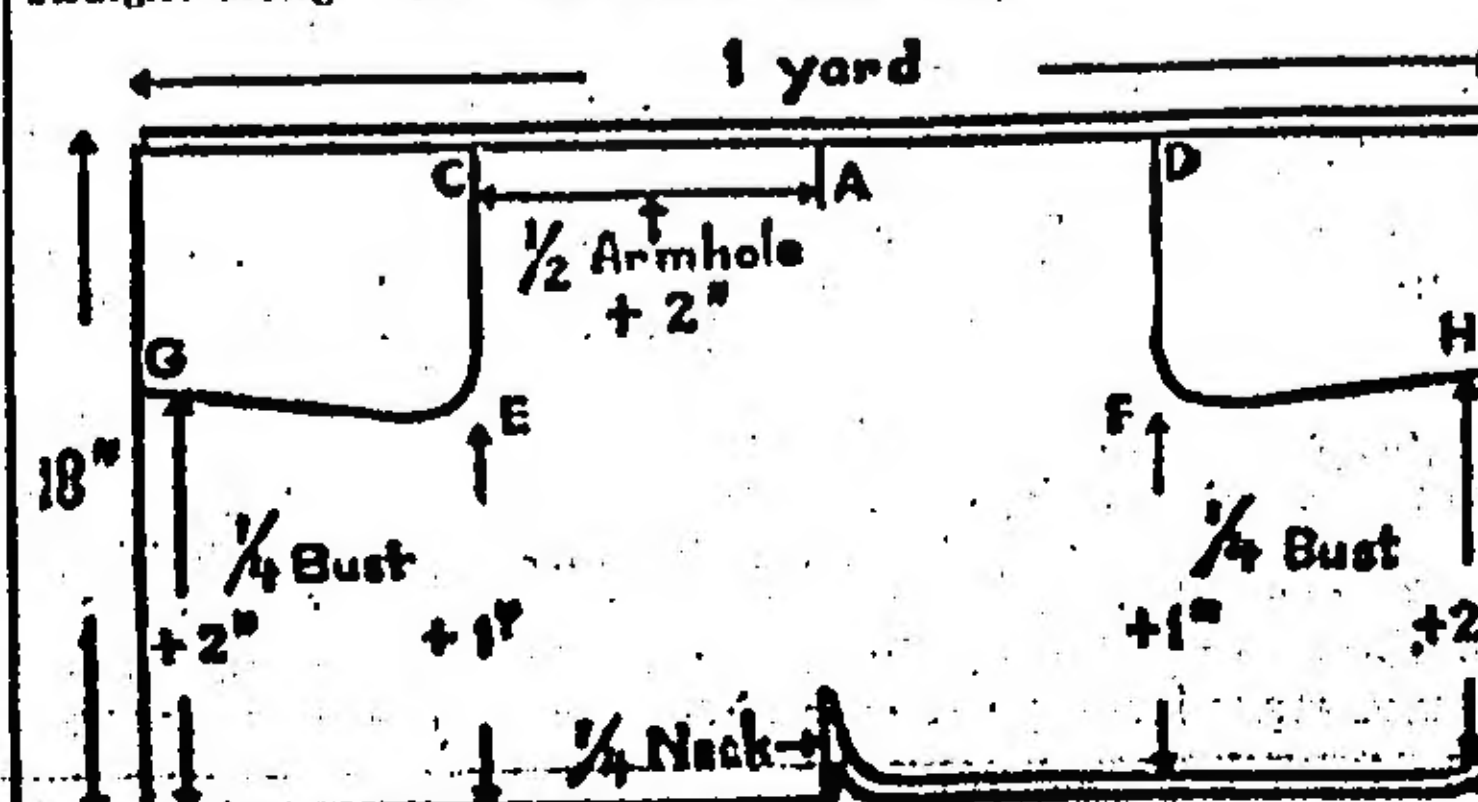 1 yard
C
A
D
1/2 Armhole
+ 2"
G
H
E
F
18"
1/4 Bust
1/4 Bust
+2"
+1"
+1"
+2
1/4 Neck